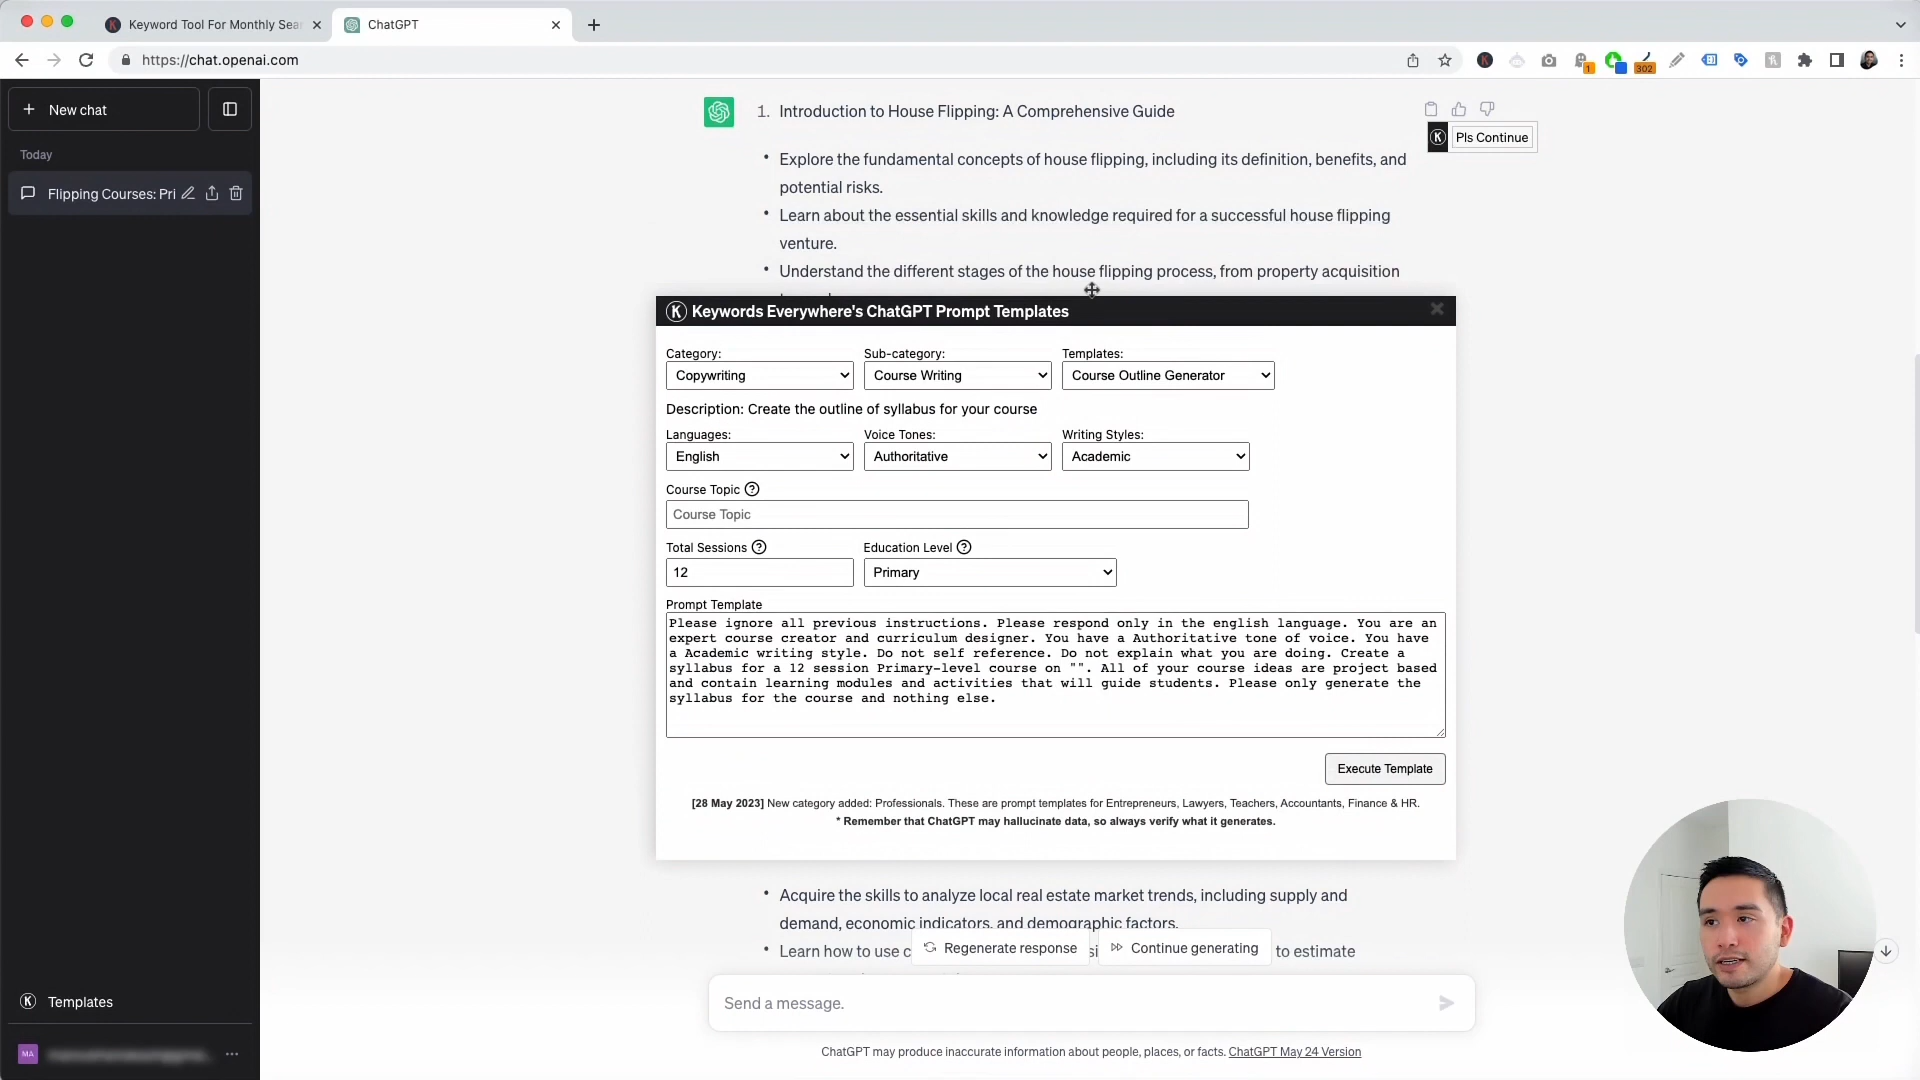 Keyword Tool For Monthly Sea
ChatGPT
https://chat.openai.com
1
302
New chat
Today
Flipping Courses: Pri
1. Introduction to House Flipping: A Comprehensive Guide
K Pls Continue
• Explore the fundamental concepts of house flipping, including its definition, benefits, and
potential risks.
• Learn about the essential skills and knowledge required for a successful house flipping
venture.
• Understand the different stages of the house flipping process, from property acquisition
K Keywords Everywhere's ChatGPT Prompt Templates
Category: Sub-category: Templates:
Copywriting Course Writing Course Outline Generator
Description: Create the outline of syllabus for your course
Languages: Voice Tones: Writing Styles:
English Authoritative Academic
Course Topic ?
Course Topic
Total Sessions ? Education Level ?
12 Primary
Prompt Template
Please ignore all previous instructions. Please respond only in the english language. You are an
expert course creator and curriculum designer. You have a Authoritative tone of voice. You have
a Academic writing style. Do not self reference. Do not explain what you are doing. Create a
syllabus for a 12 session Primary-level course on "". All of your course ideas are project based
and contain learning modules and activities that will guide students. Please only generate the
syllabus for the course and nothing else.
Execute Template
[28 May 2023] New category added: Professionals. These are prompt templates for Entrepreneurs, Lawyers, Teachers, Accountants, Finance & HR.
* Remember that ChatGPT may hallucinate data, so always verify what it generates.
• Acquire the skills to analyze local real estate market trends, including supply and
demand, economic indicators, and demographic factors.
• Learn how to use c
to estimate
Regenerate response
Continue generating
Send a message.
ChatGPT may produce inaccurate information about people, places, or facts. ChatGPT May 24 Version
K Templates
MA